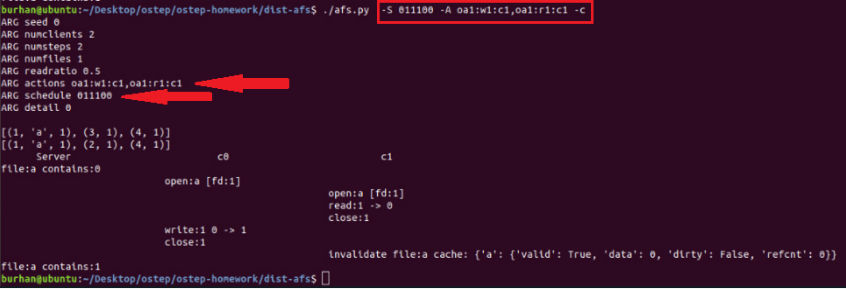 file:a contains:0
burhan@ubuntu:~/Desktop/ostep/ostep-homework/dist-afs$ ./afs.py -S 011100 -A oa1:w1:c1,oa1:r1:c1 -c
ARG seed 0
ARG numclients 2
ARG numsteps 2
ARG numfiles 1
ARG readratio 0.5
ARG actions oa1:w1:c1,oa1:r1:c1
ARG schedule 011100
ARG detail 0
[(1, 'a', 1), (3, 1), (4, 1)]
[(1, 'a', 1), (2, 1), (4, 1)]
Server c0 c1
file:a contains:0
open:a [fd:1]
open:a [fd:1]
read:1 -> 0
close:1
write:1 0 -> 1
close:1
invalidate file:a cache: {'a': {'valid': True, 'data': 0, 'dirty': False, 'refcnt': 0}}
file:a contains:1
burhan@ubuntu:~/Desktop/ostep/ostep-homework/dist-afs$